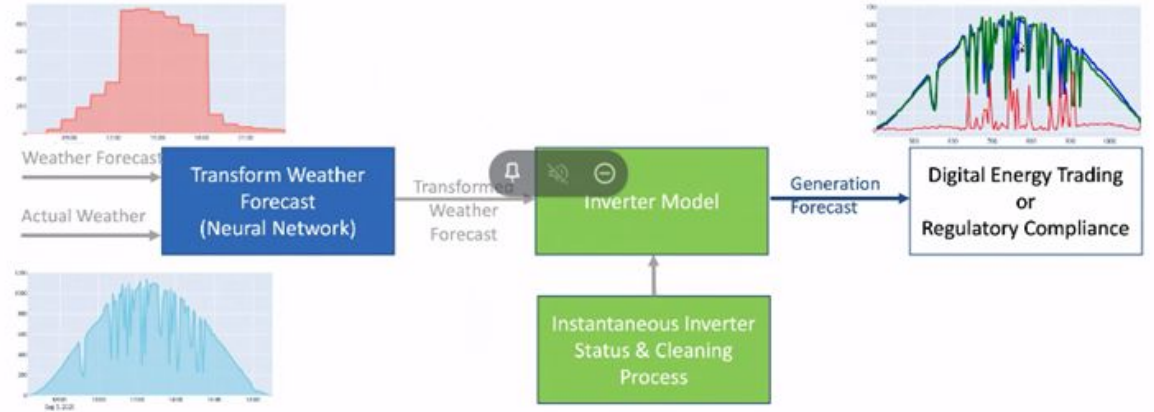 Weather Forecast
Actual Weather
Transform Weather
Forecast
(Neural Network)
Transformed
Weather
Forecast
Inverter Model
Instantaneous Inverter
Status & Cleaning
Process
Generation
Forecast
Digital Energy Trading
or
Regulatory Compliance